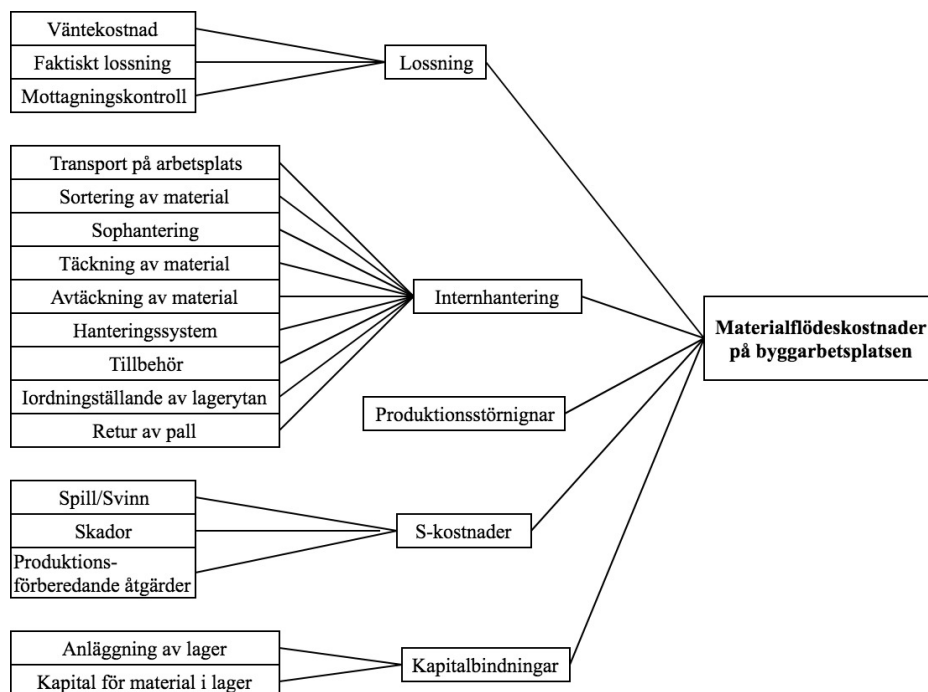 Väntekostnad
Faktiskt lossning
Mottagningskontroll
Lossning
Transport på arbetsplats
Sortering av material
Sophantering
Täckning av material
Avtäckning av material
Hanteringssystem
Tillbehör
Iordningställande av lagerytan
Retur av pall
Internhantering
Materialflödeskostnader
på byggarbetsplatsen
Produktionsstörnignar
Spill/Svinn
Skador
Produktions-
förberedande åtgärder
S-kostnader
Anläggning av lager
Kapital för material i lager
Kapitalbindningar